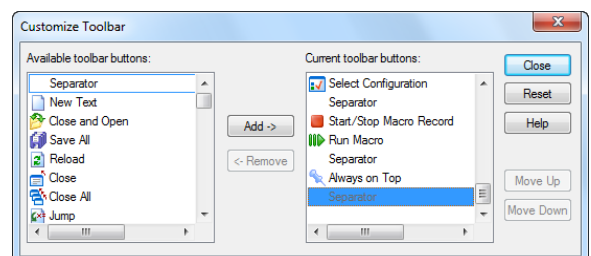 Customize Toolbar
Available toolbar buttons:
Separator
New Text
Close and Open
Save All
Reload
Close
Close All
Jump
Add ->
<- Remove
Current toolbar buttons:
Select Configuration
Separator
Start/Stop Macro Record
Run Macro
Separator
Always on Top
Separator
Close
Reset
Help
Move Up
Move Down